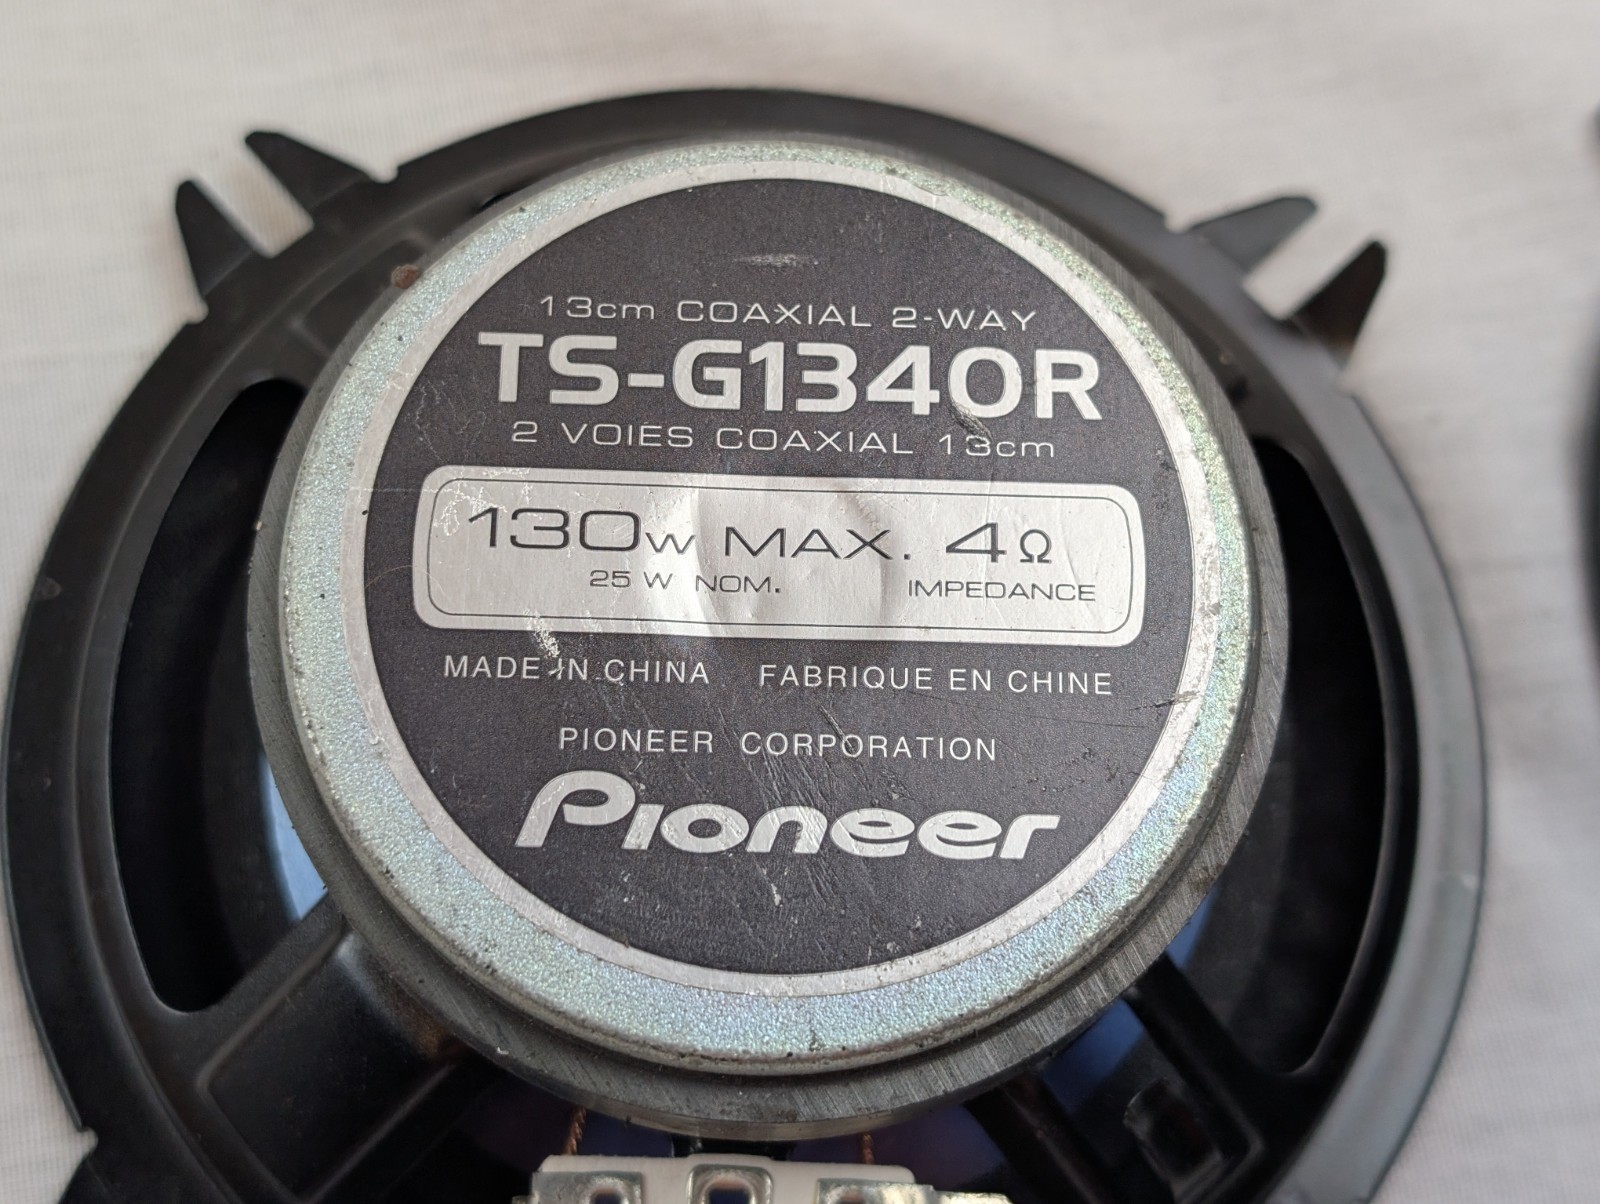 13cm COAXIAL 2-WAY
TS-G1340R
2 VOIES COAXIAL 13cm
130W MAX. 4Ω
25 W NOM. IMPEDANCE
MADE IN CHINA FABRIQUE EN CHINE
PIONEER CORPORATION
Pioneer